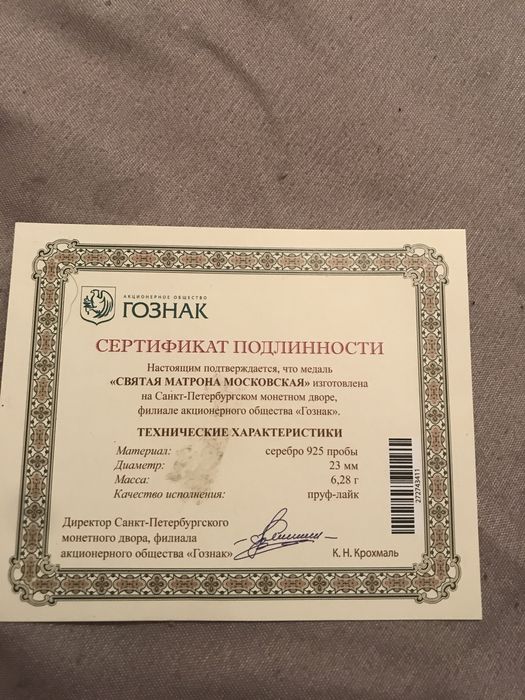 АКЦИОНЕРНОЕ ОБЩЕСТВО
ГОЗНАК
СЕРТИФИКАТ ПОДЛИННОСТИ
Настоящим подтверждается, что медаль
«СВЯТАЯ МАТРОНА МОСКОВСКАЯ» изготовлена
на Санкт-Петербургском монетном дворе,
филиале акционерного общества «Гознак».
ТЕХНИЧЕСКИЕ ХАРАКТЕРИСТИКИ
Материал: серебро 925 пробы
Диаметр: 23 мм
Масса: 6,28 г
Качество исполнения: пруф-лайк
272743411
Директор Санкт-Петербургского
монетного двора, филиала
акционерного общества «Гознак» К. Н. Крохмаль